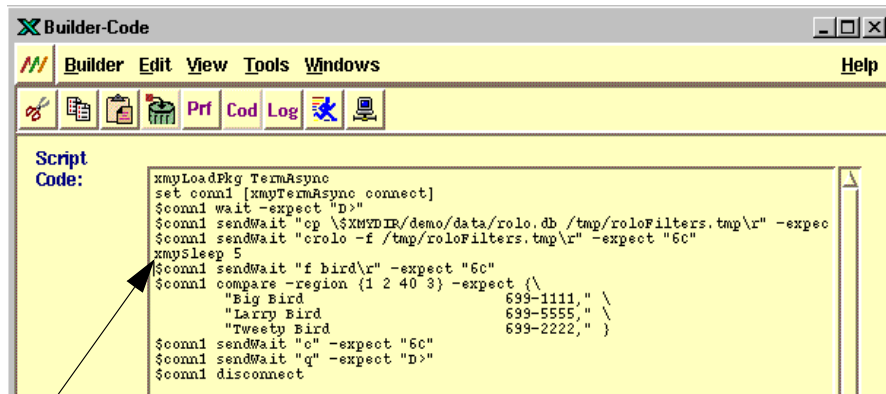 Builder-Code
Builder Edit View Tools Windows Help
Prf Cod Log
Script
Code:
xmyLoadPkg TermAsync
set conn1 [xmyTermAsync connect]
$conn1 wait -expect "D>"
$conn1 sendWait "cp \$XMYDIR/demo/data/rolo.db /tmp/roloFilters.tmp\r" -expec
$conn1 sendWait "crolo -f /tmp/roloFilters.tmp\r" -expect "6C"
xmySleep 5
$conn1 sendWait "f bird\r" -expect "6C"
$conn1 compare -region {1 2 40 3} -expect {\
"Big Bird 699-1111," \
"Larry Bird 699-5555," \
"Tweety Bird 699-2222," }
$conn1 sendWait "c" -expect "6C"
$conn1 sendWait "q" -expect "D>"
$conn1 disconnect